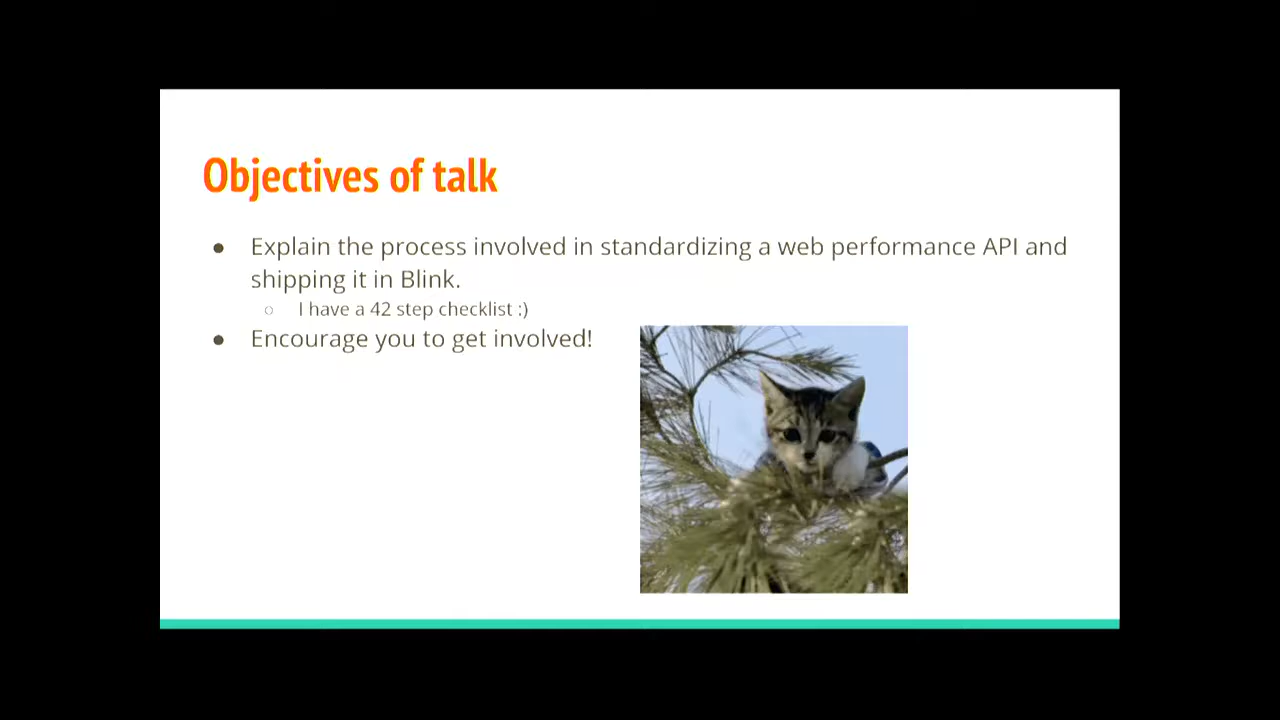 Objectives of talk
● Explain the process involved in standardizing a web performance API and
shipping it in Blink.
○ I have a 42 step checklist :)
● Encourage you to get involved!